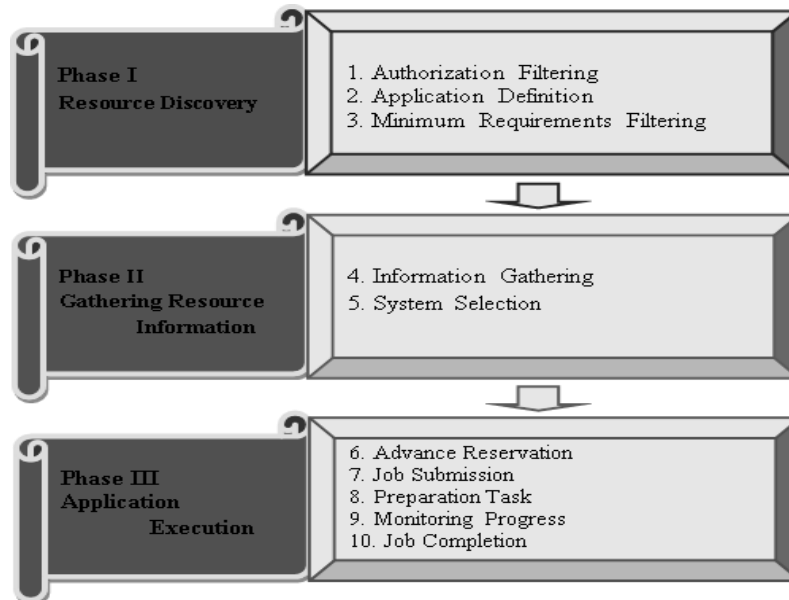 Phase I
Resource Discovery
1. Authorization Filtering
2. Application Definition
3. Minimum Requirements Filtering
Phase II
Gathering Resource
Information
4. Information Gathering
5. System Selection
Phase III
Application
Execution
6. Advance Reservation
7. Job Submission
8. Preparation Task
9. Monitoring Progress
10. Job Completion